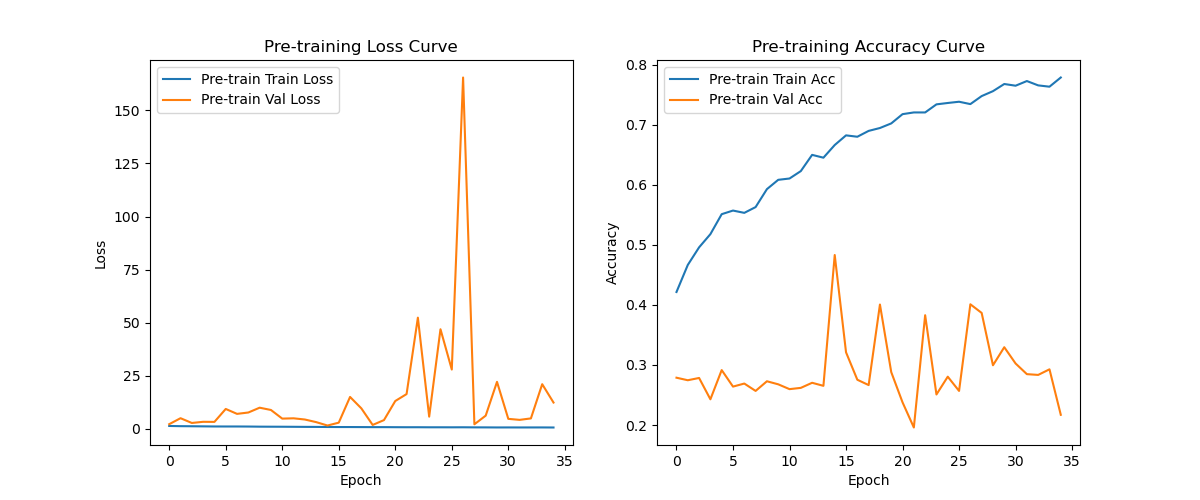 Pre-training Loss Curve
Pre-train Train Loss
Pre-train Val Loss
150
125
100
75
50
25
0
Loss
0 5 10 15 20 25 30 35
Epoch
Pre-training Accuracy Curve
Pre-train Train Acc
Pre-train Val Acc
0.8
0.7
0.6
0.5
0.4
0.3
0.2
Accuracy
0 5 10 15 20 25 30 35
Epoch